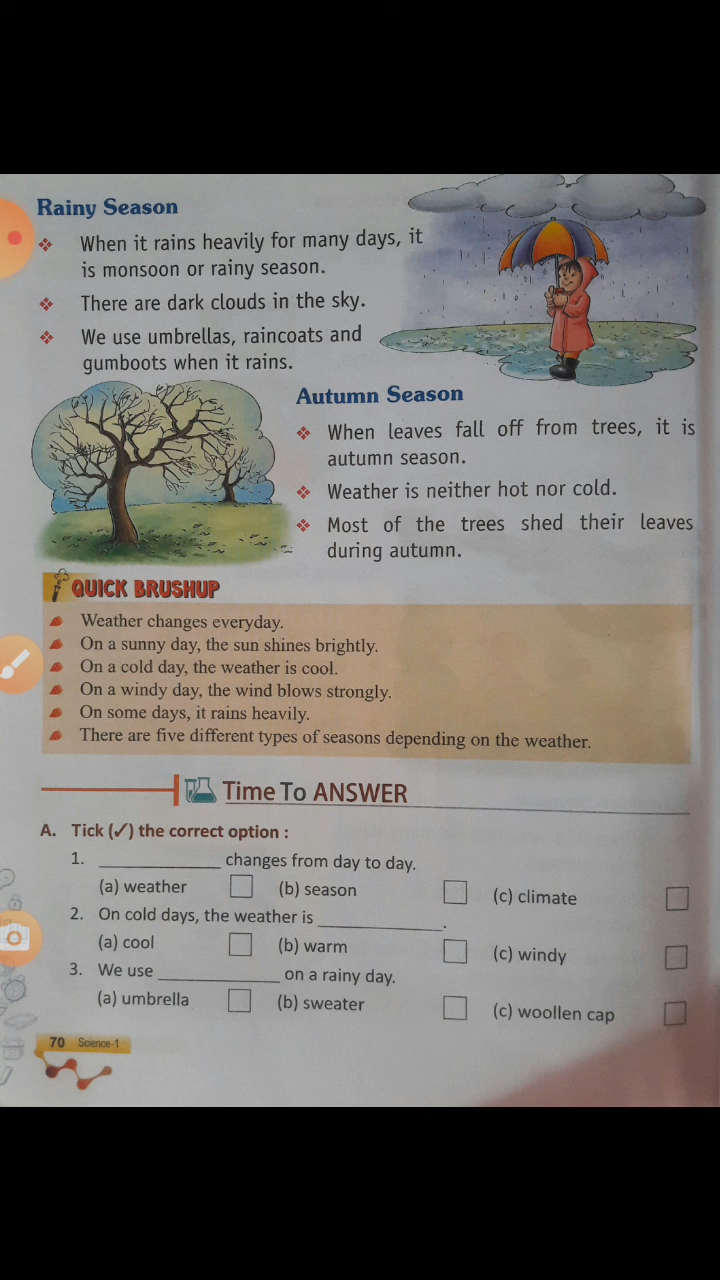 Rainy Season
❖ When it rains heavily for many days, it
is monsoon or rainy season.
❖ There are dark clouds in the sky.
❖ We use umbrellas, raincoats and
gumboots when it rains.
Autumn Season
❖ When leaves fall off from trees, it is
autumn season.
❖ Weather is neither hot nor cold.
❖ Most of the trees shed their leaves
during autumn.
QUICK BRUSHUP
Weather changes everyday.
On a sunny day, the sun shines brightly.
On a cold day, the weather is cool.
On a windy day, the wind blows strongly.
On some days, it rains heavily.
There are five different types of seasons depending on the weather.
Time To ANSWER
A. Tick (✓) the correct option :
1. ____________ changes from day to day.
(a) weather (b) season (c) climate
2. On cold days, the weather is ____________.
(a) cool (b) warm (c) windy
3. We use ____________ on a rainy day.
(a) umbrella (b) sweater (c) woollen cap
70 Science-1